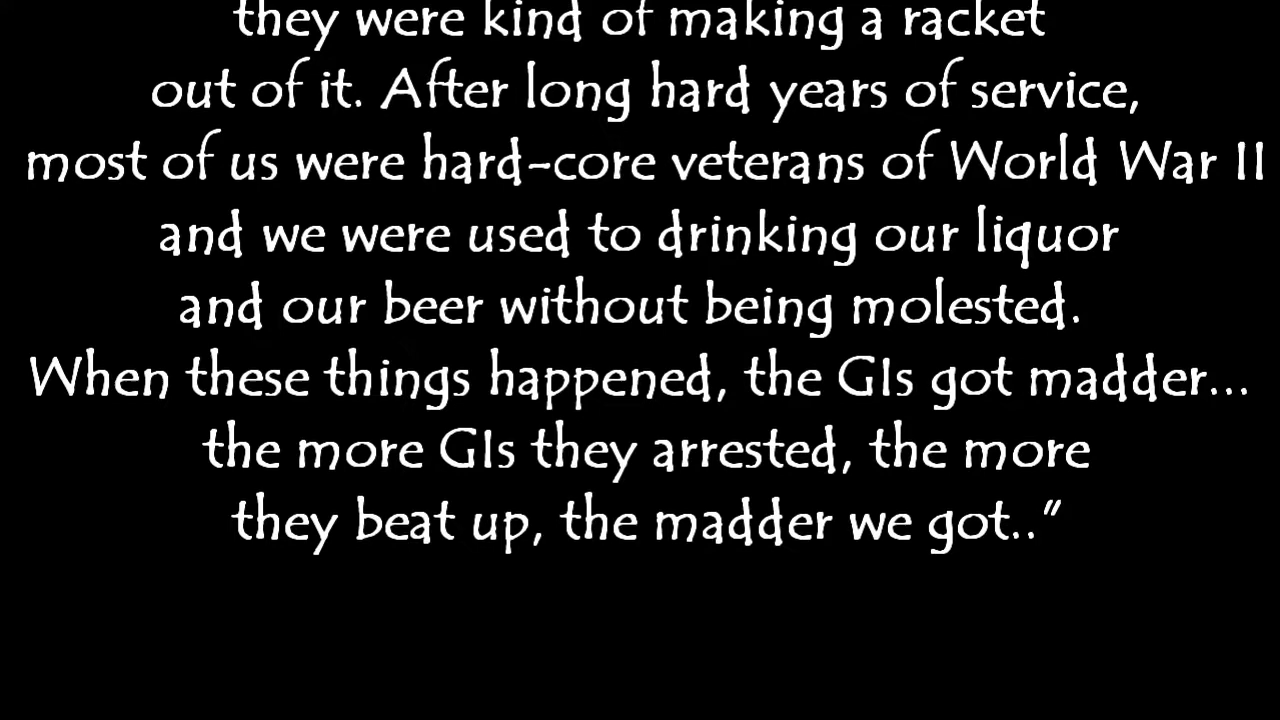 they were kind of making a racket
out of it. After long hard years of service,
most of us were hard-core veterans of World War II
and we were used to drinking our liquor
and our beer without being molested.
When these things happened, the GIs got madder...
the more GIs they arrested, the more
they beat up, the madder we got.."